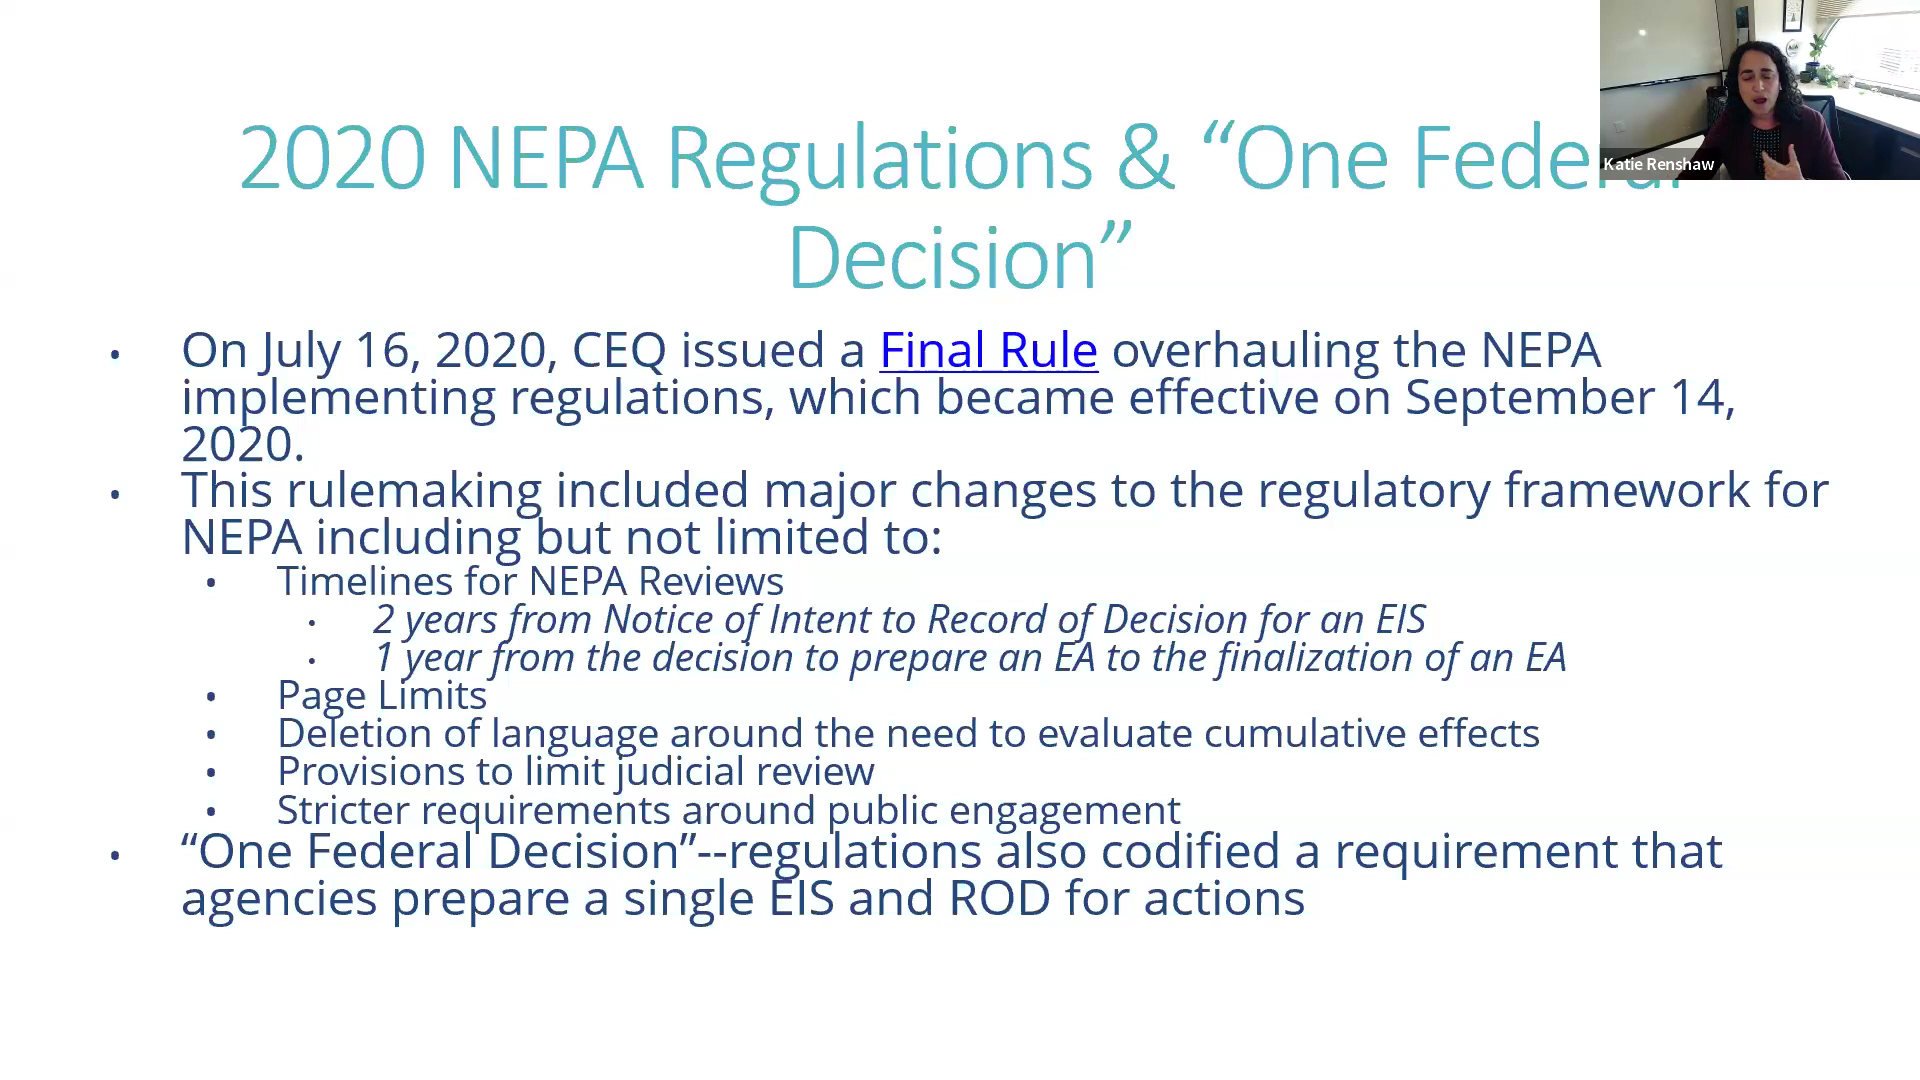 2020 NEPA Regulations & “One Federal
Katie Renshaw
Decision”
• On July 16, 2020, CEQ issued a Final Rule overhauling the NEPA
implementing regulations, which became effective on September 14,
2020.
• This rulemaking included major changes to the regulatory framework for
NEPA including but not limited to:
• Timelines for NEPA Reviews
• 2 years from Notice of Intent to Record of Decision for an EIS
• 1 year from the decision to prepare an EA to the finalization of an EA
• Page Limits
• Deletion of language around the need to evaluate cumulative effects
• Provisions to limit judicial review
• Stricter requirements around public engagement
• “One Federal Decision”--regulations also codified a requirement that
agencies prepare a single EIS and ROD for actions